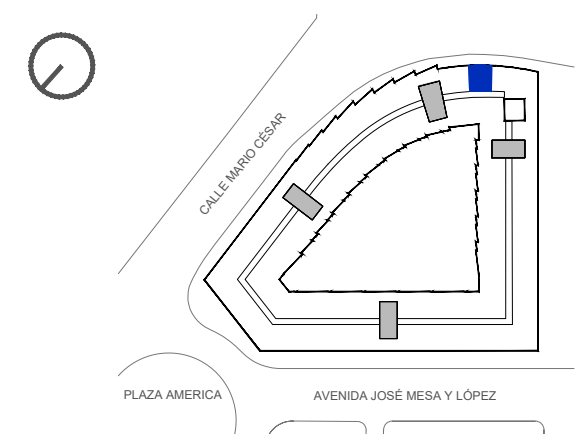 CALLE MARIO CÉSAR
PLAZA AMERICA
AVENIDA JOSÉ MESA Y LÓPEZ